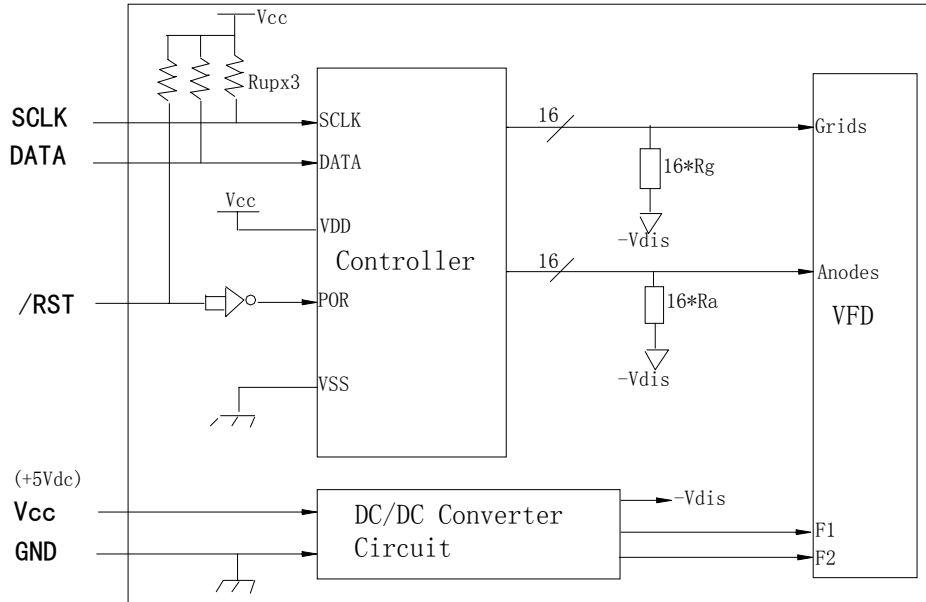 Vcc
Rupx3
SCLK
SCLK
16
Grids
DATA
DATA
16*Rg
Vcc
VDD
-Vdis
Controller
16
Anodes
/RST
POR
16*Ra
VFD
VSS
-Vdis
(+5Vdc)
Vcc
DC/DC Converter
Circuit
-Vdis
F1
GND
F2